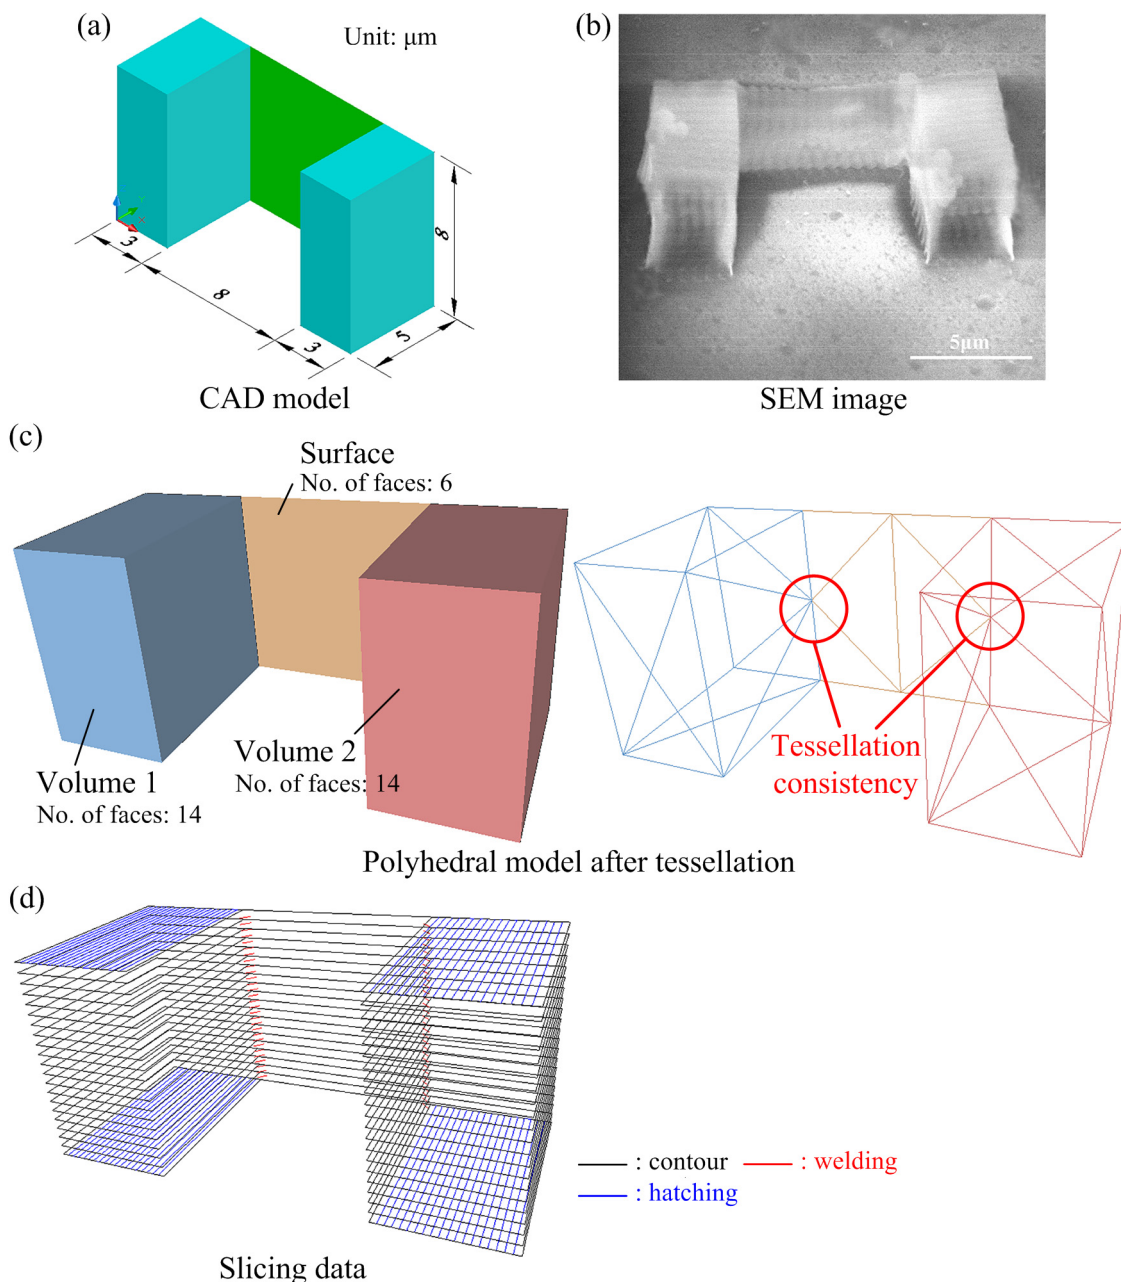 (a)
Unit: μm
3
8
3
5
8
CAD model
(b)
5μm
SEM image
(c)
Surface
No. of faces: 6
Volume 1
No. of faces: 14
Volume 2
No. of faces: 14
Tessellation
consistency
Polyhedral model after tessellation
(d)
: contour
: welding
: hatching
Slicing data